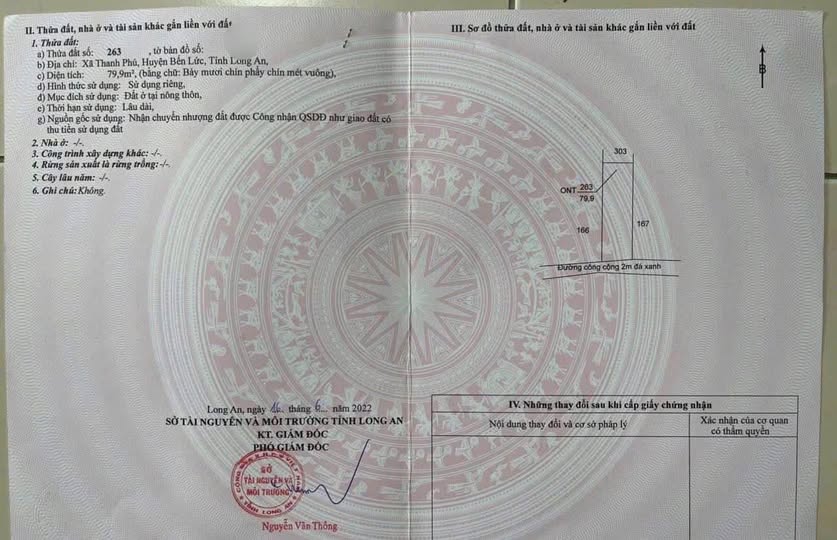 II. Thửa đất, nhà ở và tài sản khác gắn liền với đất
1. Thửa đất:
a) Thửa đất số: 263 , tờ bản đồ số:
b) Địa chỉ: Xã Thanh Phú, Huyện Bến Lức, Tỉnh Long An,
c) Diện tích: 79,9m², (bằng chữ: Bảy mươi chín phẩy chín mét vuông),
d) Hình thức sử dụng: Sử dụng riêng,
đ) Mục đích sử dụng: Đất ở tại nông thôn,
e) Thời hạn sử dụng: Lâu dài,
g) Nguồn gốc sử dụng: Nhận chuyển nhượng đất được Công nhận QSDĐ như giao đất có
thu tiền sử dụng đất
2. Nhà ở: -/-.
3. Công trình xây dựng khác: -/-.
4. Rừng sản xuất là rừng trồng: -/-.
5. Cây lâu năm: -/-.
6. Ghi chú: Không.
Long An, ngày 16 tháng 6 năm 2022
SỞ TÀI NGUYÊN VÀ MÔI TRƯỜNG TỈNH LONG AN
KT. GIÁM ĐỐC
PHÓ GIÁM ĐỐC
SỞ
TÀI NGUYÊN VÀ
MÔI TRƯỜNG
TỈNH LONG AN
Nguyễn Văn Thông
III. Sơ đồ thửa đất, nhà ở và tài sản khác gắn liền với đất
B
303
ONT 263
79,9
166
167
Đường công cộng 2m đá xanh
IV. Những thay đổi sau khi cấp giấy chứng nhận
Nội dung thay đổi và cơ sở pháp lý
Xác nhận của cơ quan
có thẩm quyền